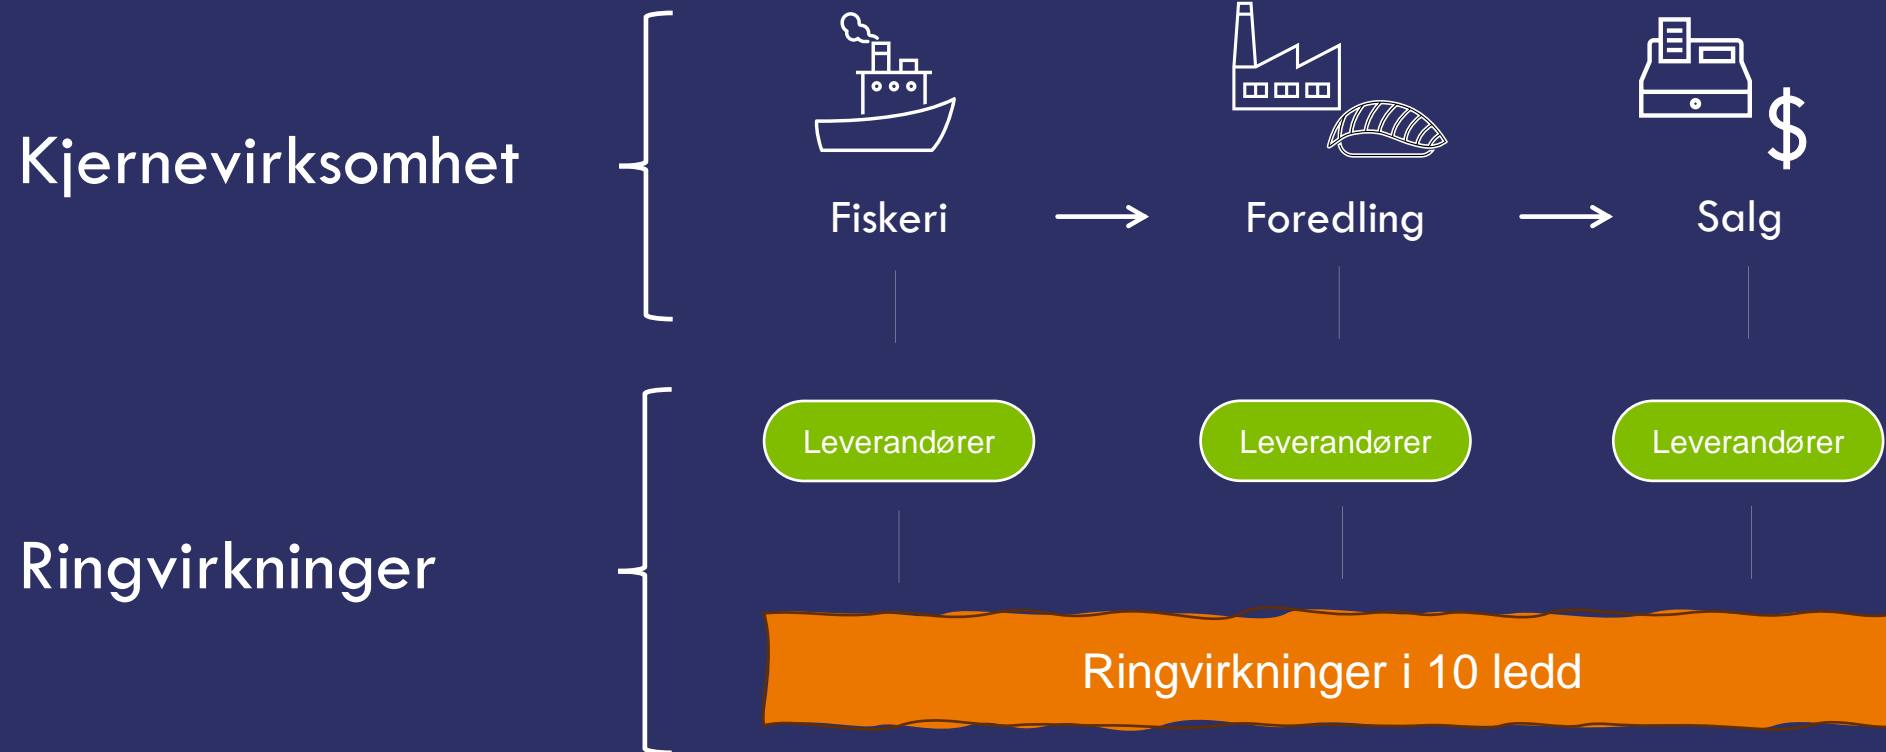 Kjernevirksomhet
$
Fiskeri
Foredling
Salg
Leverandører
Leverandører
Leverandører
Ringvirkninger
Ringvirkninger i 10 ledd